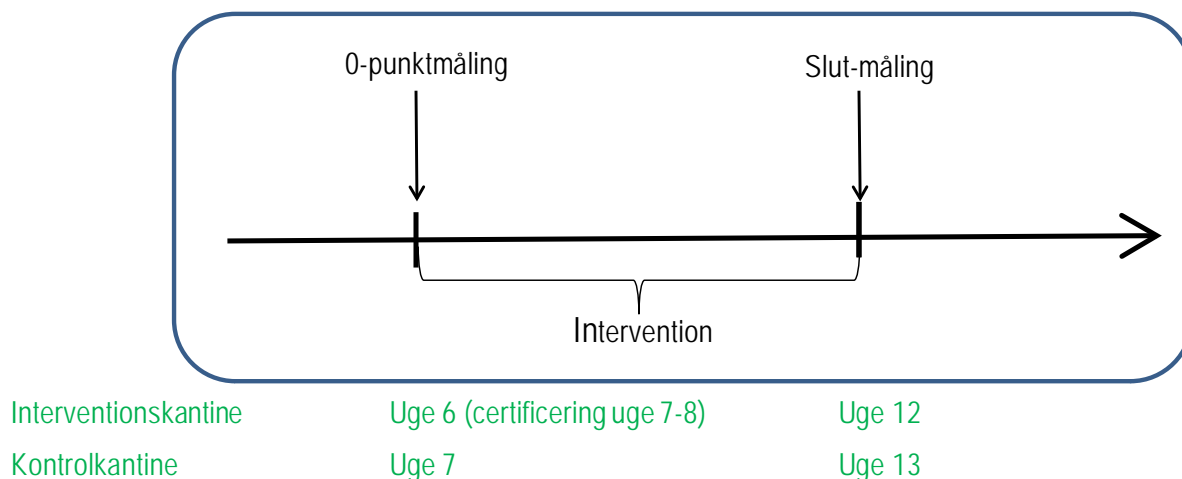 0-punktmåling Slut-måling
Intervention
Interventionskantine Uge 6 (certificering uge 7-8) Uge 12
Kontrolkantine Uge 7 Uge 13